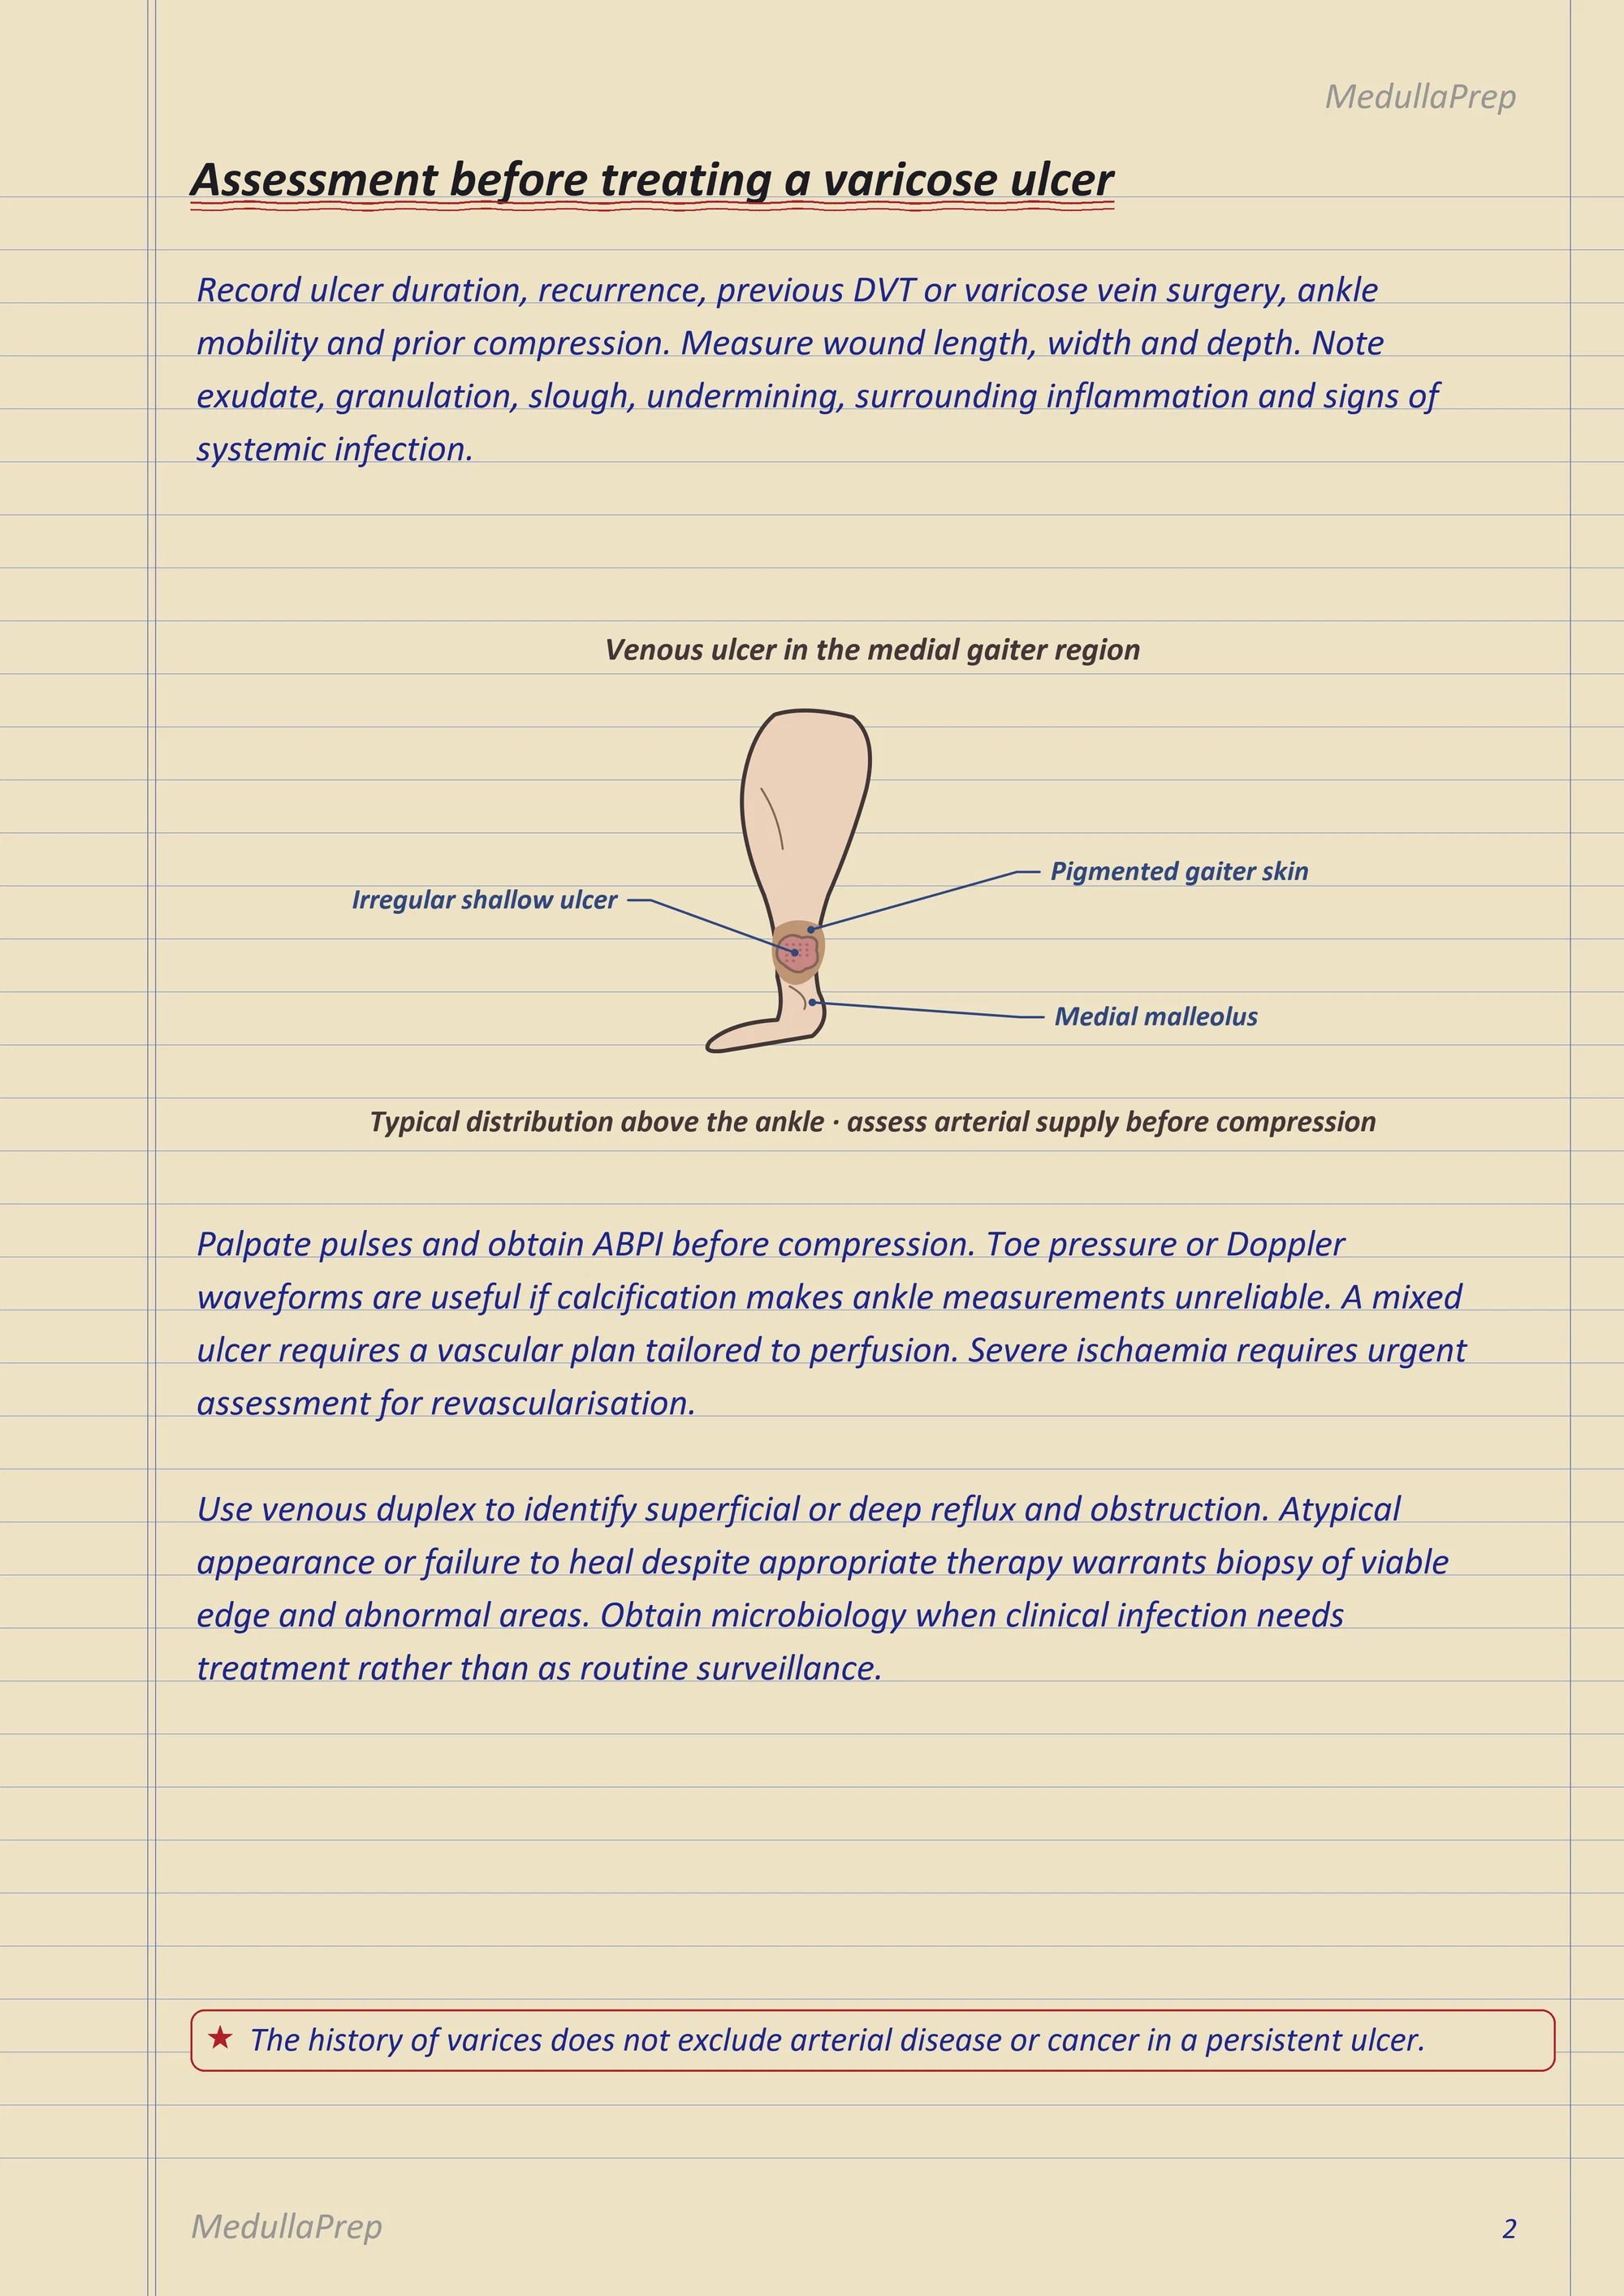 MedullaPrep
Assessment before treating a varicose ulcer
Record ulcer duration, recurrence, previous DVT or varicose vein surgery, ankle
mobility and prior compression. Measure wound length, width and depth. Note
exudate, granulation, slough, undermining, surrounding inflammation and signs of
systemic infection.
Venous ulcer in the medial gaiter region
Pigmented gaiter skin
Irregular shallow ulcer
Medial malleolus
Typical distribution above the ankle · assess arterial supply before compression
Palpate pulses and obtain ABPI before compression. Toe pressure or Doppler
waveforms are useful if calcification makes ankle measurements unreliable. A mixed
ulcer requires a vascular plan tailored to perfusion. Severe ischaemia requires urgent
assessment for revascularisation.
Use venous duplex to identify superficial or deep reflux and obstruction. Atypical
appearance or failure to heal despite appropriate therapy warrants biopsy of viable
edge and abnormal areas. Obtain microbiology when clinical infection needs
treatment rather than as routine surveillance.
★ The history of varices does not exclude arterial disease or cancer in a persistent ulcer.
MedullaPrep
2